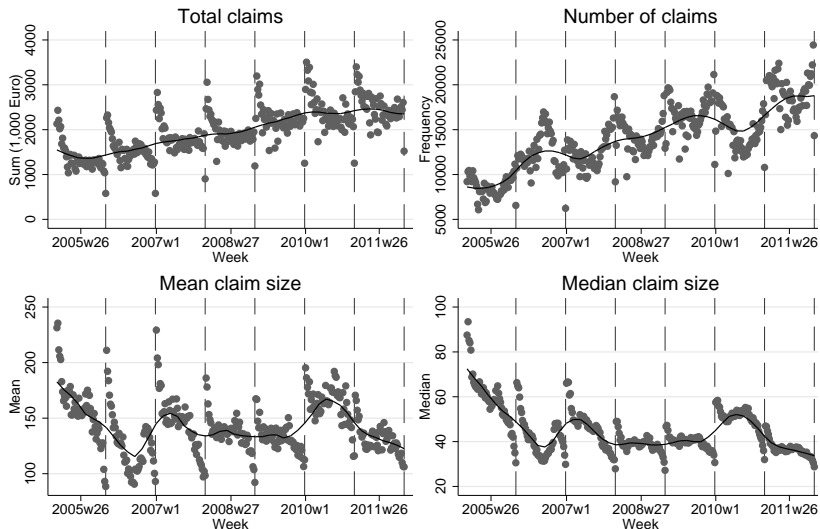 Total claims
Sum (1,000 Euro)
4000
3000
2000
1000
0
2005w26 2007w1 2008w27 2010w1 2011w26
Week
Number of claims
Frequency
25000
20000
15000
10000
5000
2005w26 2007w1 2008w27 2010w1 2011w26
Week
Mean claim size
Mean
250
200
150
100
2005w26 2007w1 2008w27 2010w1 2011w26
Week
Median claim size
Median
100
80
60
40
20
2005w26 2007w1 2008w27 2010w1 2011w26
Week